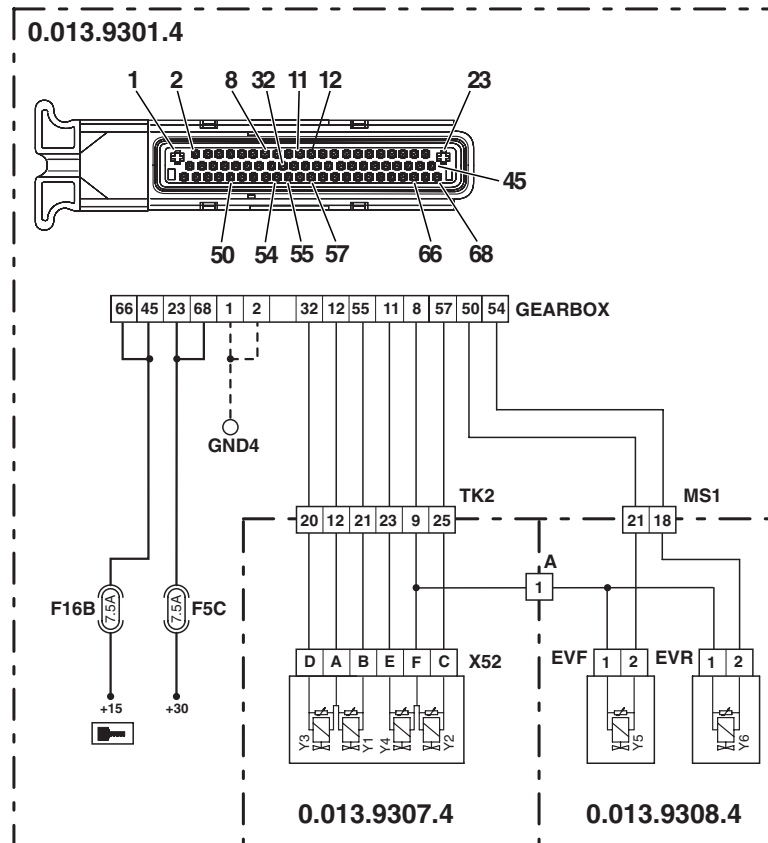 0.013.9301.4
1 2 8 32 11 12 23
45
50 54 55 57 66 68
66 45 23 68 1 2 32 12 55 11 8 57 50 54 GEARBOX
GND4
TK2 MS1
20 12 21 23 9 25 21 18
A
1
F16B 7.5A 7.5A F5C
D A B E F C X52 EVF 1 2 EVR 1 2
+15 +30
Y3 Y1 Y4 Y2 Y5 Y6
0.013.9307.4 0.013.9308.4